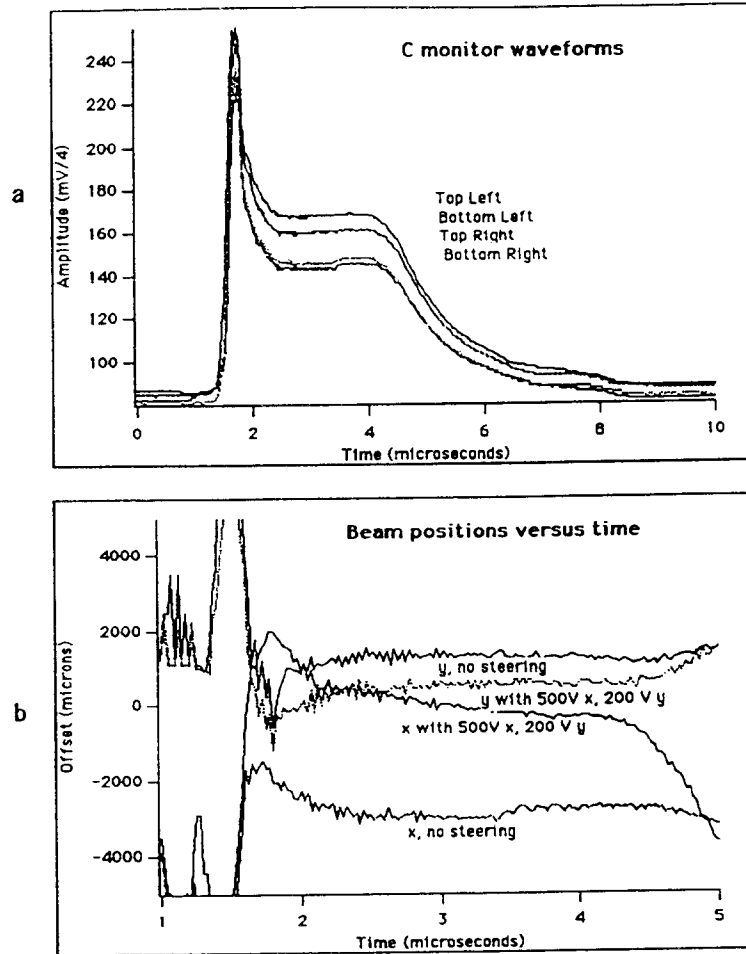 a
C monitor waveforms
Amplitude (mV/4)
240
220
200
180
160
140
120
100
Top Left
Bottom Left
Top Right
Bottom Right
0
2
4
6
8
10
Time (microseconds)
b
Beam positions versus time
Offset (microns)
4000
2000
0
-2000
-4000
y, no steering
y with 500V x, 200 V y
x with 500V x, 200 V y
x, no steering
1
2
3
4
5
Time (microseconds)